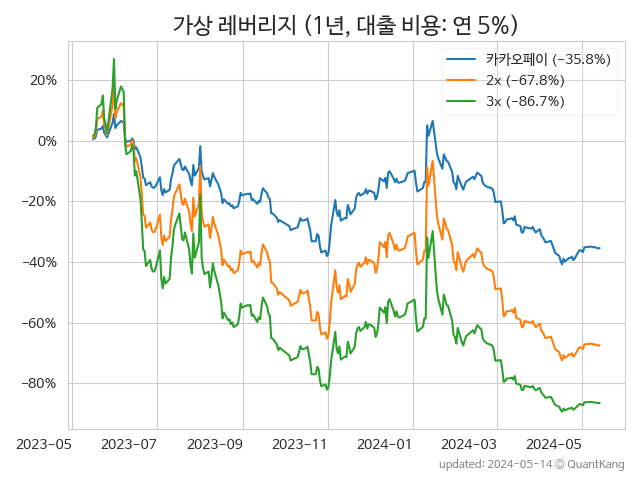 가상 레버리지 (1년, 대출 비용: 연 5%)
카카오페이 (−35.8%)
2x (−67.8%)
3x (−86.7%)
20%
0%
−20%
−40%
−60%
−80%
2023-05 2023-07 2023-09 2023-11 2024-01 2024-03 2024-05
updated: 2024-05-14 © QuantKang